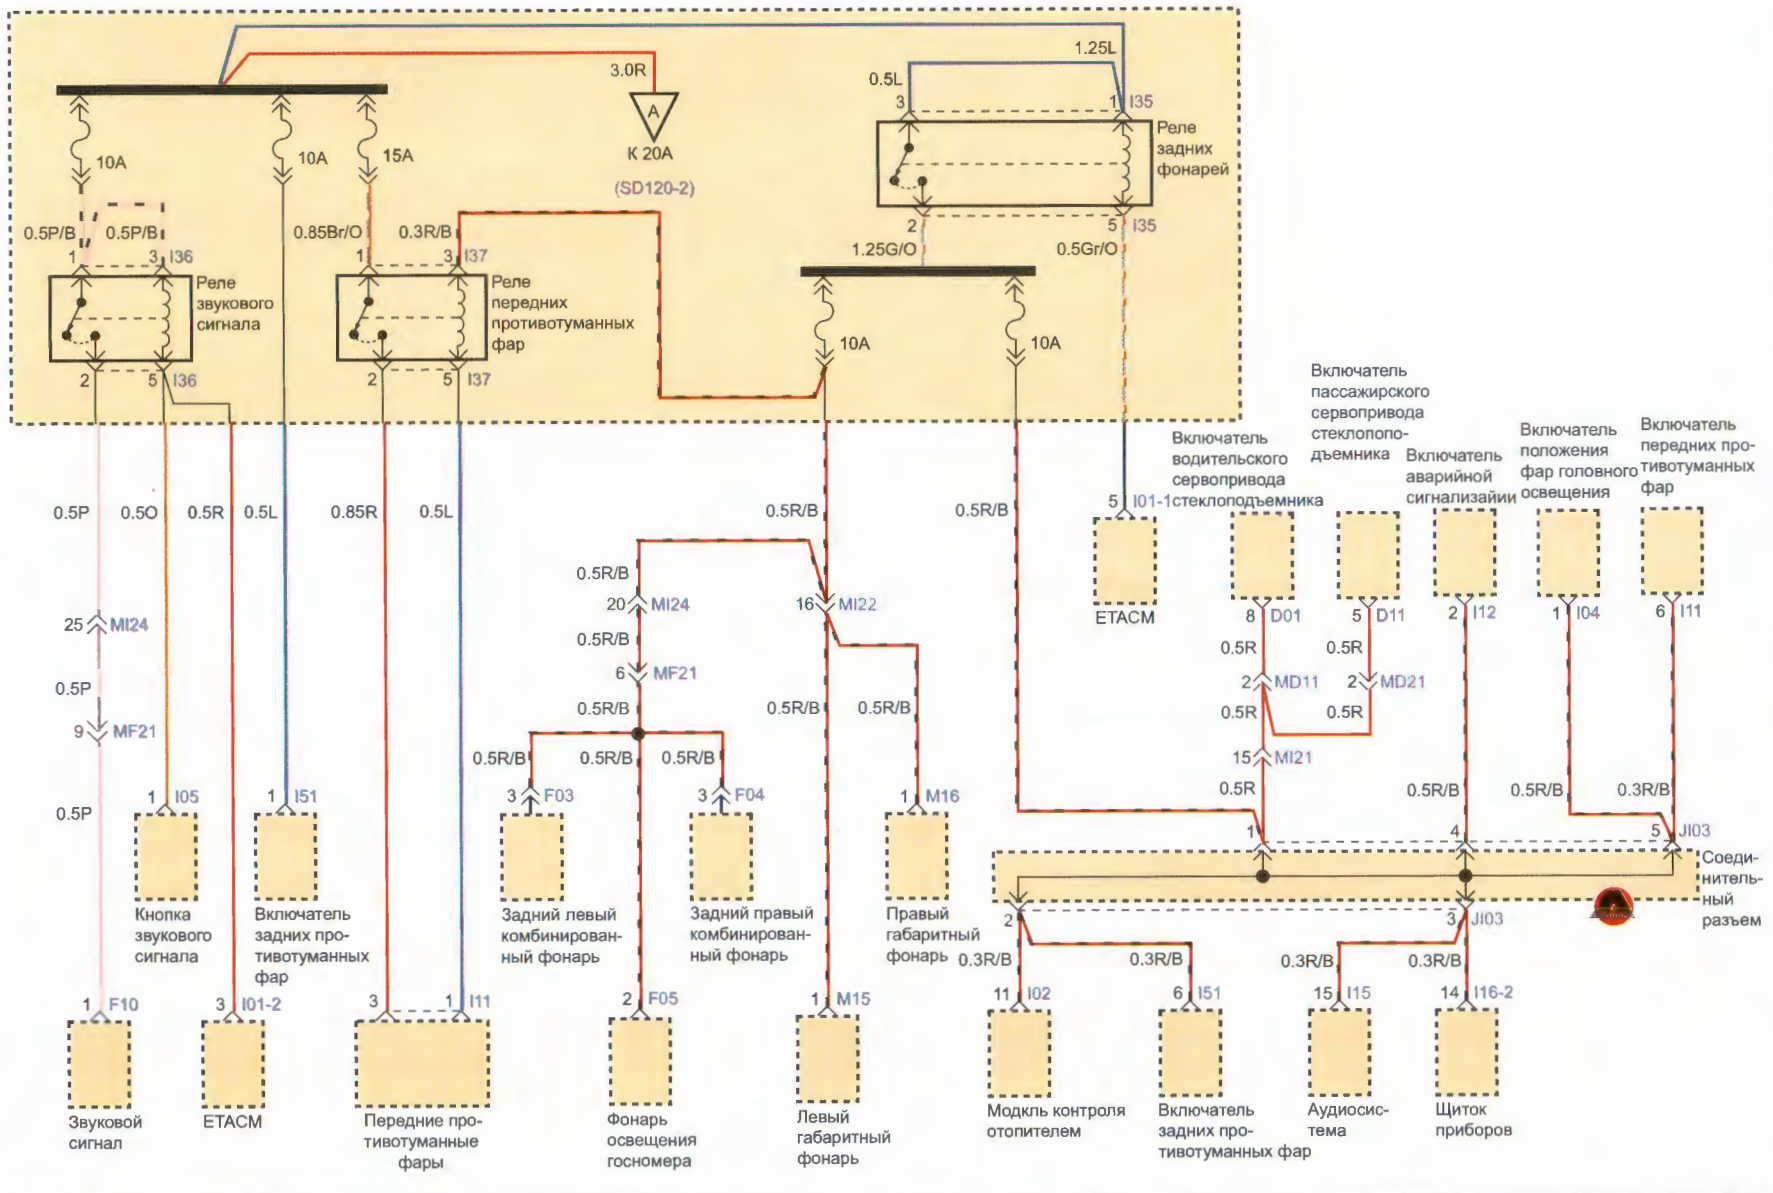 1.25L
3.0R
0.5L
3
1
I35
A
10A
10A
15A
К 20А
(SD120-2)
Реле
задних
фонарей
0.5P/B
0.5P/B
0.85Br/O
0.3R/B
2
5
I35
1.25G/O
0.5Gr/O
1
3
I36
1
3
I37
Реле
звукового
сигнала
Реле
передних
противотуманных
фар
10A
10A
2
5
I36
2
5
I37
Включатель
пассажирского
сервопривода
стеклопопо-
дъемника
Включатель
водительского
сервопривода
стеклоподъемника
Включатель
аварийной
сигнализайии
Включатель
положения
фар головного
освещения
Включатель
передних про-
тивотуманных
фар
0.5P
0.5O
0.5R
0.5L
0.85R
0.5L
0.5R/B
0.5R/B
5
I01-1
ETACM
0.5R/B
20
MI24
16
MI22
8
D01
5
D11
2
I12
1
I04
6
I11
25
MI24
0.5R/B
0.5R
0.5R
6
MF21
2
MD11
2
MD21
0.5P
0.5R/B
0.5R/B
0.5R/B
0.5R
0.5R
9
MF21
0.5R/B
0.5R/B
0.5R/B
15
MI21
0.5R
0.5R/B
0.5R/B
0.3R/B
0.5P
1
I05
1
I51
3
F03
3
F04
1
M16
1
4
5
JI03
Соеди-
нитель-
ный
разъем
Кнопка
звукового
сигнала
Включатель
задних про-
тивотуманных
фар
Задний левый
комбинирован-
ный фонарь
Задний правый
комбинирован-
ный фонарь
Правый
габаритный
фонарь
2
3
JI03
0.3R/B
0.3R/B
0.3R/B
0.3R/B
1
F10
3
I01-2
3
1
I11
2
F05
1
M15
11
I02
6
I51
15
I15
14
I16-2
Звуковой
сигнал
ETACM
Передние про-
тивотуманные
фары
Фонарь
освещения
госномера
Левый
габаритный
фонарь
Модкль контроля
отопителем
Включатель
задних про-
тивотуманных фар
Аудиосис-
тема
Щиток
приборов